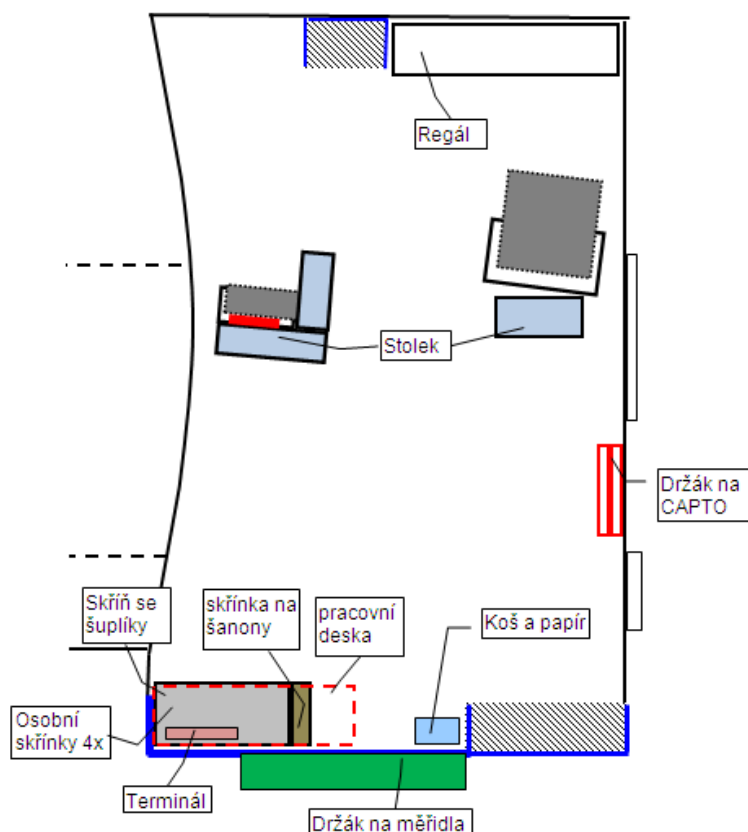 Regál
Stolek
Držák na
CAPTO
Skříň se
šuplíky
skřínka na
šanony
pracovní
deska
Koš a papír
Osobní
skřínky 4x
Terminál
Držák na měřidla